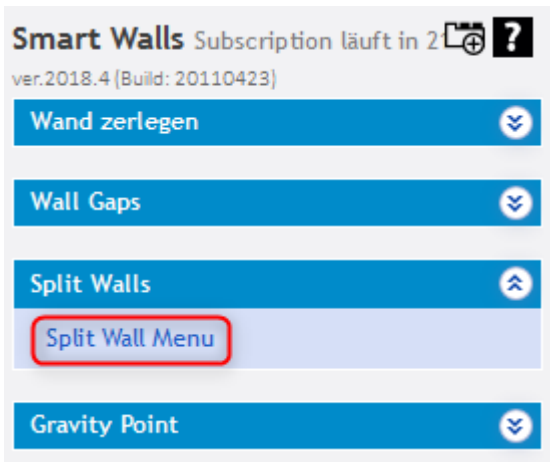 Smart Walls Subscription läuft in 2 ?
ver.2018.4 (Build: 20110423)
Wand zerlegen
Wall Gaps
Split Walls
Split Wall Menu
Gravity Point